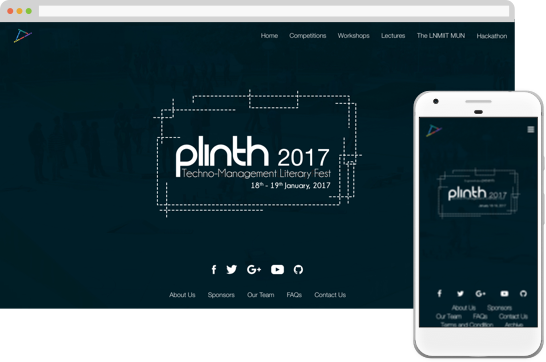 Home Competitions Workshops Lectures The LNMIIT MUN Hackathon
plinth 2017
Techno-Management Literary Fest
18th - 19th January, 2017
About Us Sponsors Our Team FAQs Contact Us
plinth 2017
About Us Sponsors
Our Team FAQs Contact Us
Terms and Condition Archive